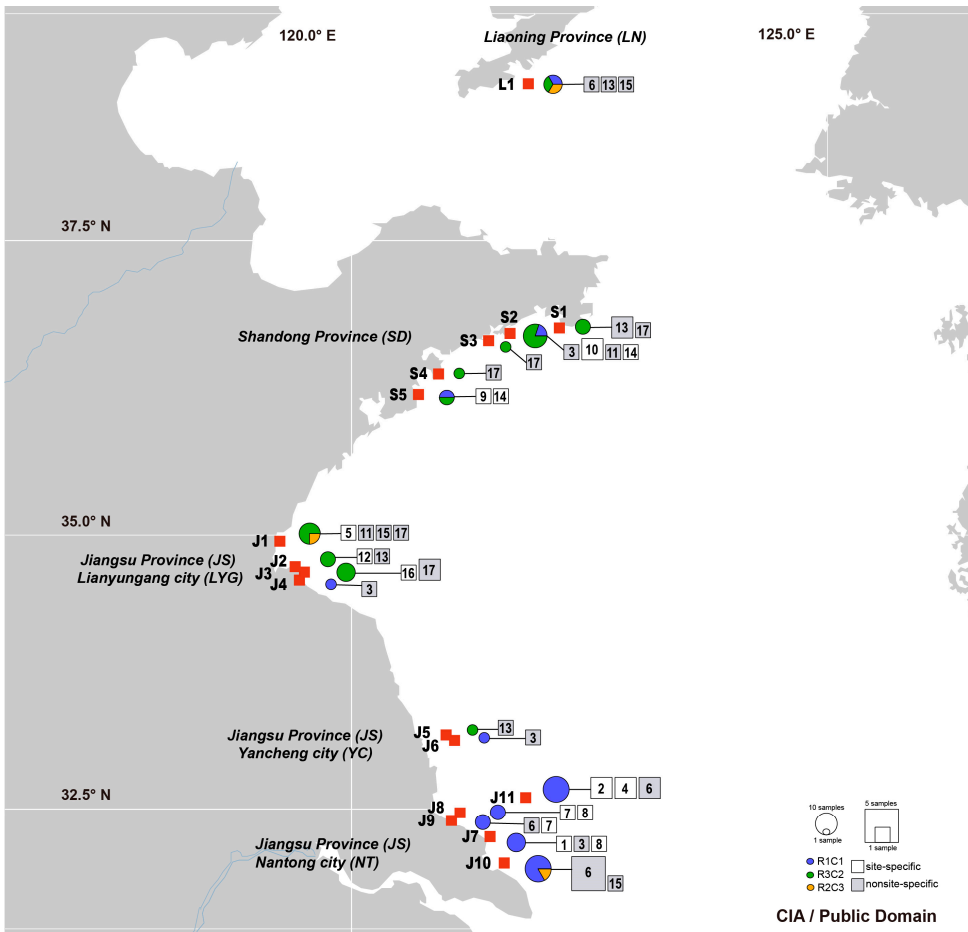 120.0° E
125.0° E
Liaoning Province (LN)
L1
6 13 15
37.5° N
Shandong Province (SD)
S1
13 17
S2
3 10 11 14
S3
17
S4
17
S5
9 14
35.0° N
Jiangsu Province (JS)
Lianyungang city (LYG)
J1
5 11 15 17
J2
12 13
J3
16 17
J4
3
Jiangsu Province (JS)
Yancheng city (YC)
J5
13
J6
3
32.5° N
Jiangsu Province (JS)
Nantong city (NT)
J11
2 4 6
J8
7 8
J9
6 7
J7
1 3 8
J10
6 15
10 samples
1 sample
5 samples
1 sample
R1C1
R3C2
R2C3
site-specific
nonsite-specific
CIA / Public Domain